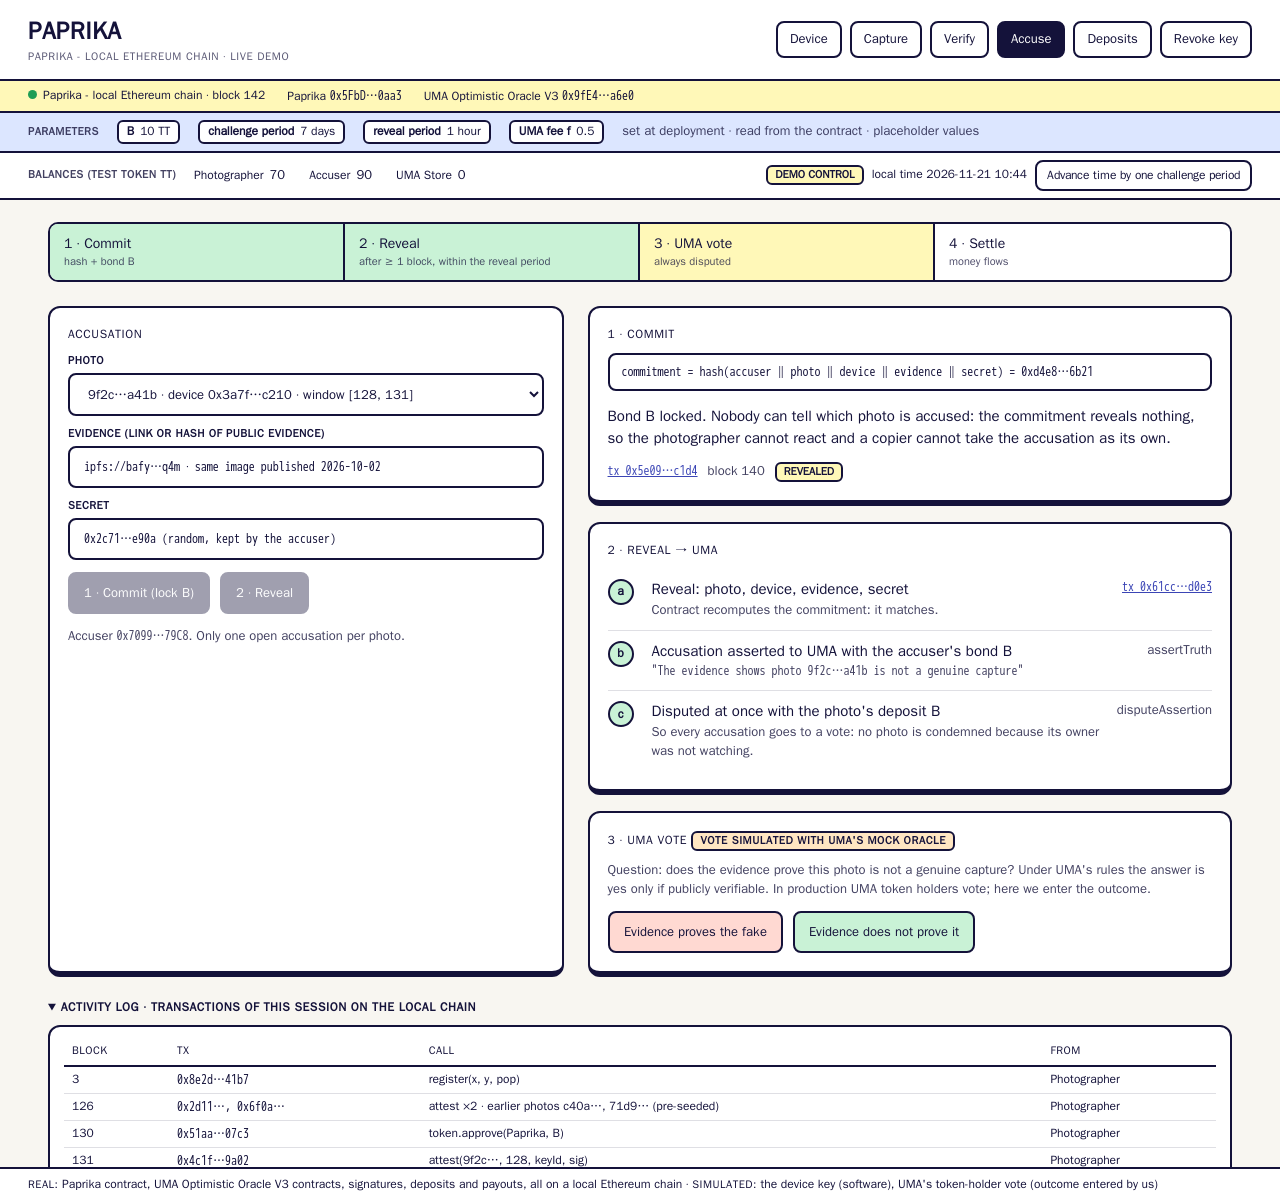 PAPRIKA
PAPRIKA - LOCAL ETHEREUM CHAIN · LIVE DEMO
Device
Capture
Verify
Accuse
Deposits
Revoke key
Paprika - local Ethereum chain · block 142
Paprika 0x5FbD···0aa3
UMA Optimistic Oracle V3 0x9fE4···a6e0
PARAMETERS
B 10 TT
challenge period 7 days
reveal period 1 hour
UMA fee f 0.5
set at deployment · read from the contract · placeholder values
BALANCES (TEST TOKEN TT)
Photographer 70
Accuser 90
UMA Store 0
DEMO CONTROL
local time 2026-11-21 10:44
Advance time by one challenge period
1 · Commit
hash + bond B
2 · Reveal
after ≥ 1 block, within the reveal period
3 · UMA vote
always disputed
4 · Settle
money flows
ACCUSATION
PHOTO
9f2c···a41b · device 0x3a7f···c210 · window [128, 131]
EVIDENCE (LINK OR HASH OF PUBLIC EVIDENCE)
ipfs://bafy···q4m · same image published 2026-10-02
SECRET
0x2c71···e90a (random, kept by the accuser)
1 · Commit (lock B)
2 · Reveal
Accuser 0x7099···79C8. Only one open accusation per photo.
1 · COMMIT
commitment = hash(accuser ‖ photo ‖ device ‖ evidence ‖ secret) = 0xd4e8···6b21
Bond B locked. Nobody can tell which photo is accused: the commitment reveals nothing,
so the photographer cannot react and a copier cannot take the accusation as its own.
tx 0x5e09···c1d4 block 140 REVEALED
2 · REVEAL → UMA
a
Reveal: photo, device, evidence, secret
tx 0x61cc···d0e3
Contract recomputes the commitment: it matches.
b
Accusation asserted to UMA with the accuser's bond B
assertTruth
"The evidence shows photo 9f2c···a41b is not a genuine capture"
c
Disputed at once with the photo's deposit B
disputeAssertion
So every accusation goes to a vote: no photo is condemned because its owner
was not watching.
3 · UMA VOTE VOTE SIMULATED WITH UMA'S MOCK ORACLE
Question: does the evidence prove this photo is not a genuine capture? Under UMA's rules the answer is
yes only if publicly verifiable. In production UMA token holders vote; here we enter the outcome.
Evidence proves the fake
Evidence does not prove it
▼ ACTIVITY LOG · TRANSACTIONS OF THIS SESSION ON THE LOCAL CHAIN
BLOCK TX CALL FROM
3 0x8e2d···41b7 register(x, y, pop) Photographer
126 0x2d11···, 0x6f0a··· attest ×2 · earlier photos c40a···, 71d9··· (pre-seeded) Photographer
130 0x51aa···07c3 token.approve(Paprika, B) Photographer
131 0x4c1f···9a02 attest(9f2c···, 128, keyId, sig) Photographer
REAL: Paprika contract, UMA Optimistic Oracle V3 contracts, signatures, deposits and payouts, all on a local Ethereum chain · SIMULATED: the device key (software), UMA's token-holder vote (outcome entered by us)